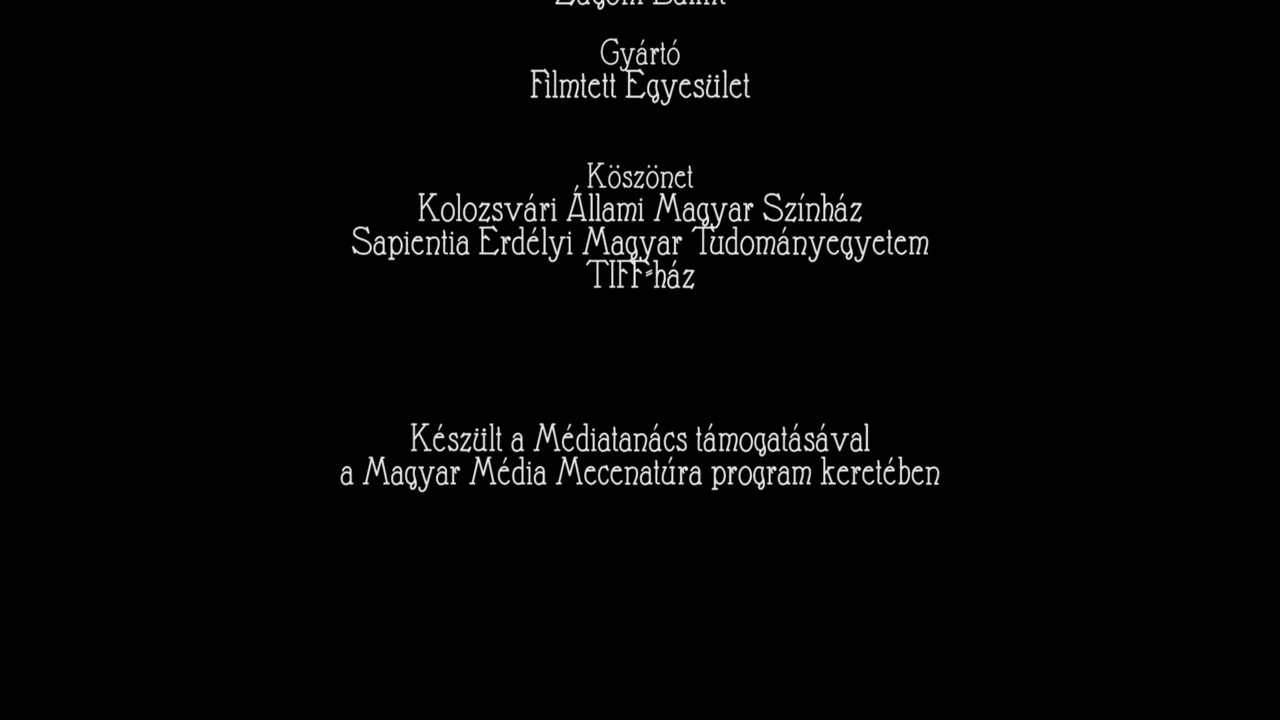 Gyártó
Filmtett Egyesület
Köszönet
Kolozsvári Állami Magyar Színház
Sapientia Erdélyi Magyar Tudományegyetem
TIFF-ház
Készült a Médiatanács támogatásával
a Magyar Média Mecenatúra program keretében